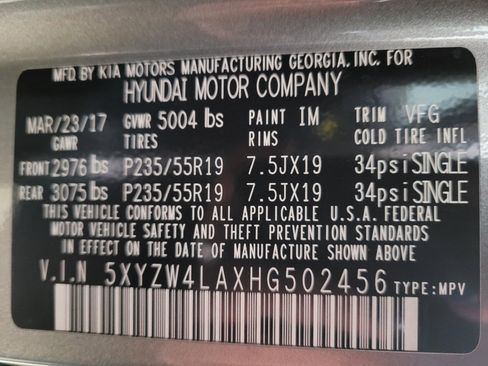 MFD. BY KIA MOTORS MANUFACTURING GEORGIA, INC. FOR
HYUNDAI MOTOR COMPANY
MAR/23/17 GVWR 5004 lbs PAINT IM TRIM VFG
GAWR TIRES RIMS COLD TIRE INFL
FRONT 2976 lbs P235/55R19 7.5JX19 34psi SINGLE
REAR 3075 lbs P235/55R19 7.5JX19 34psi SINGLE
THIS VEHICLE CONFORMS TO ALL APPLICABLE U.S.A. FEDERAL
MOTOR VEHICLE SAFETY AND THEFT PREVENTION STANDARDS
IN EFFECT ON THE DATE OF MANUFACTURE SHOWN ABOVE.
V.I.N 5XYZW4LAXHG502456 TYPE:MPV